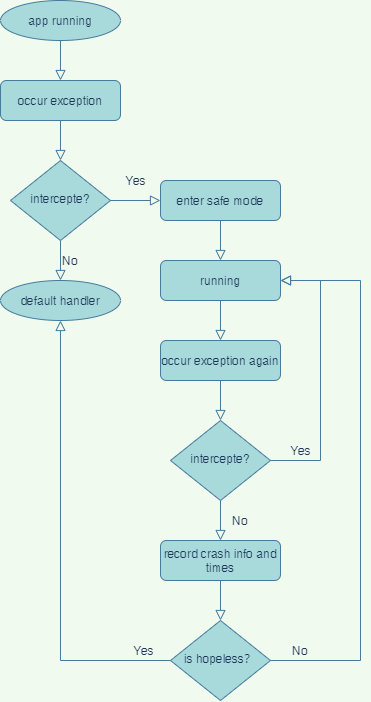 app running
occur exception
intercepte?
Yes
enter safe mode
No
default handler
running
occur exception again
intercepte?
Yes
No
record crash info and
times
is hopeless?
Yes
No